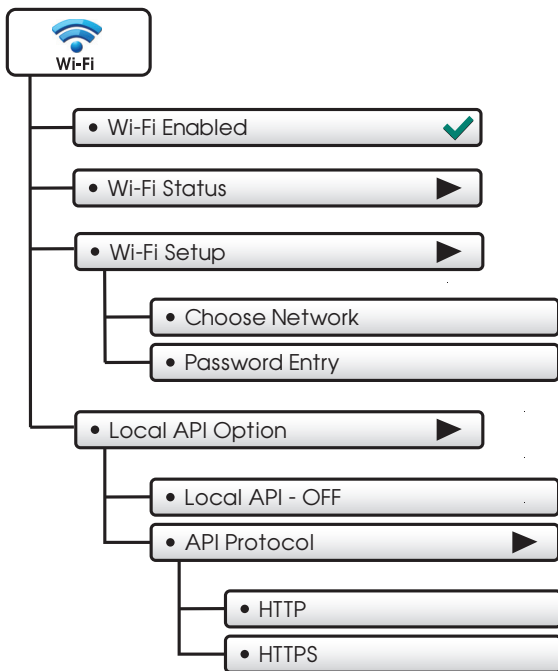 Wi-Fi
• Wi-Fi Enabled
• Wi-Fi Status
• Wi-Fi Setup
• Choose Network
• Password Entry
• Local API Option
• Local API - OFF
• API Protocol
• HTTP
• HTTPS